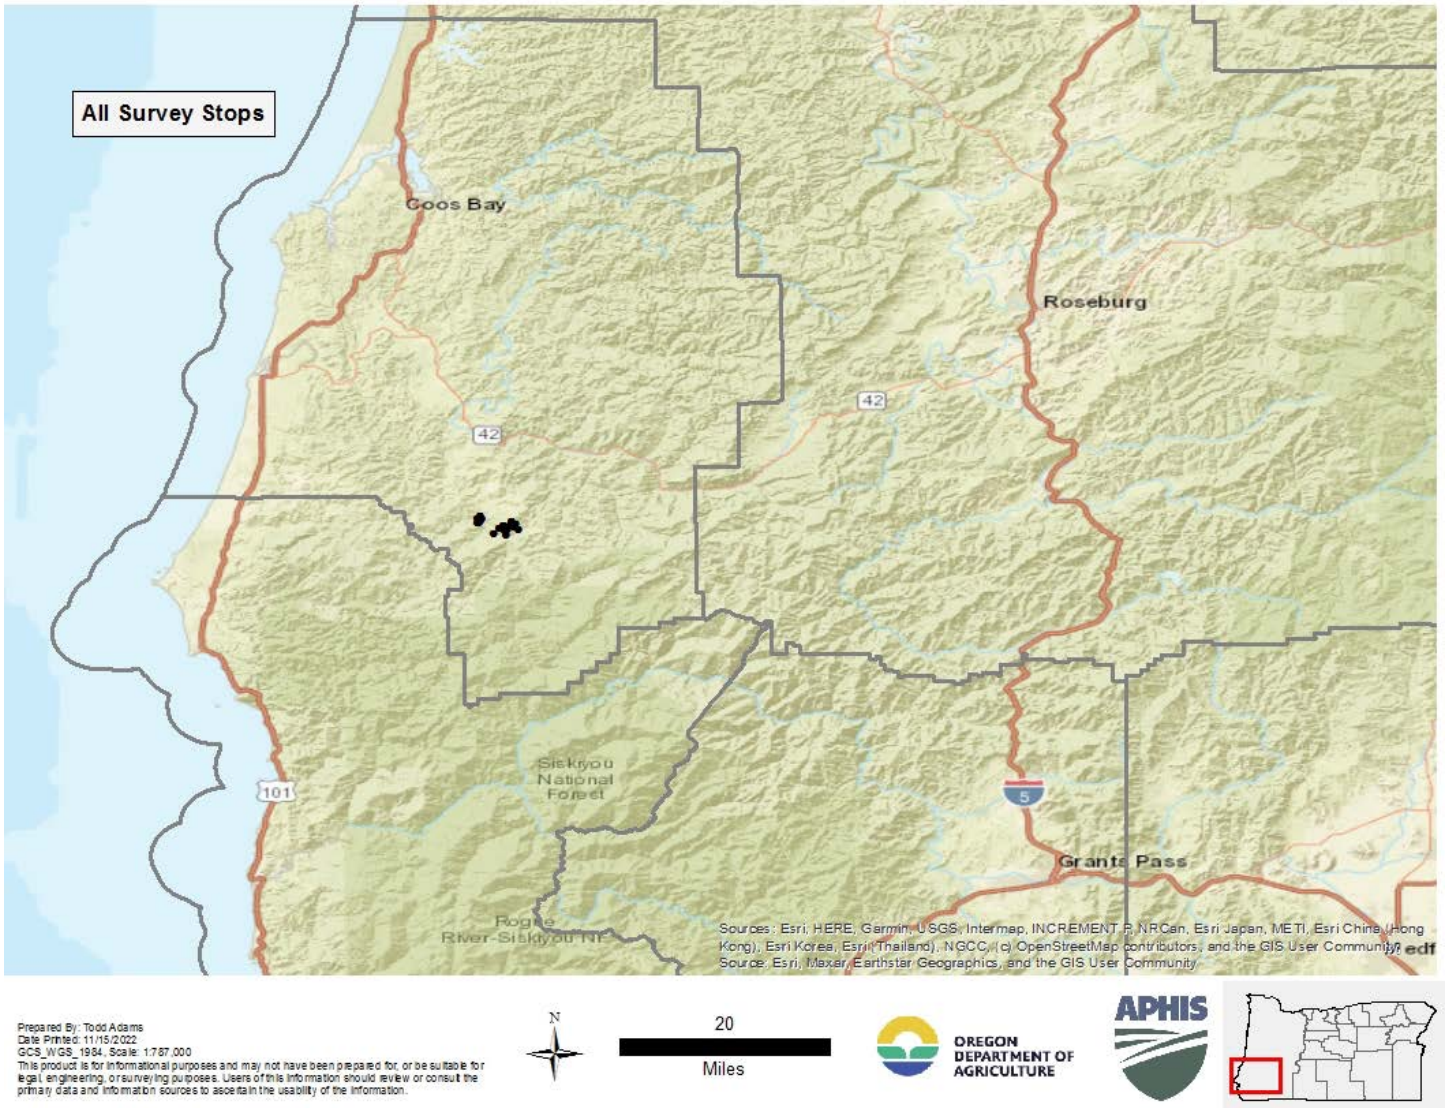 All Survey Stops
Coos Bay
Roseburg
42
42
Siskiyou
National
Forest
101
5
Grants Pass
Rogue
River-Siskiyou NF
Sources: Esri, HERE, Garmin, USGS, Intermap, INCREMENT P, NRCan, Esri Japan, METI, Esri China (Hong
Kong), Esri Korea, Esri (Thailand), NGCC, (c) OpenStreetMap contributors, and the GIS User Community
Source: Esri, Maxar, Earthstar Geographics, and the GIS User Community
Medf
Prepared By: Todd Adams
Date Printed: 11/15/2022
GCS_WGS_1984, Scale: 1:787,000
This product is for informational purposes and may not have been prepared for, or be suitable for
legal, engineering, or surveying purposes. Users of this information should review or consult the
primary data and information sources to ascertain the usability of the information.
N
20
Miles
OREGON
DEPARTMENT OF
AGRICULTURE
APHIS